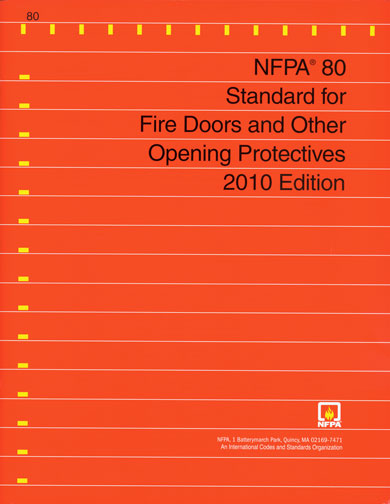 80
NFPA® 80
Standard for
Fire Doors and Other
Opening Protectives
2010 Edition
NFPA®
NFPA, 1 Batterymarch Park, Quincy, MA 02169-7471
An International Codes and Standards Organization